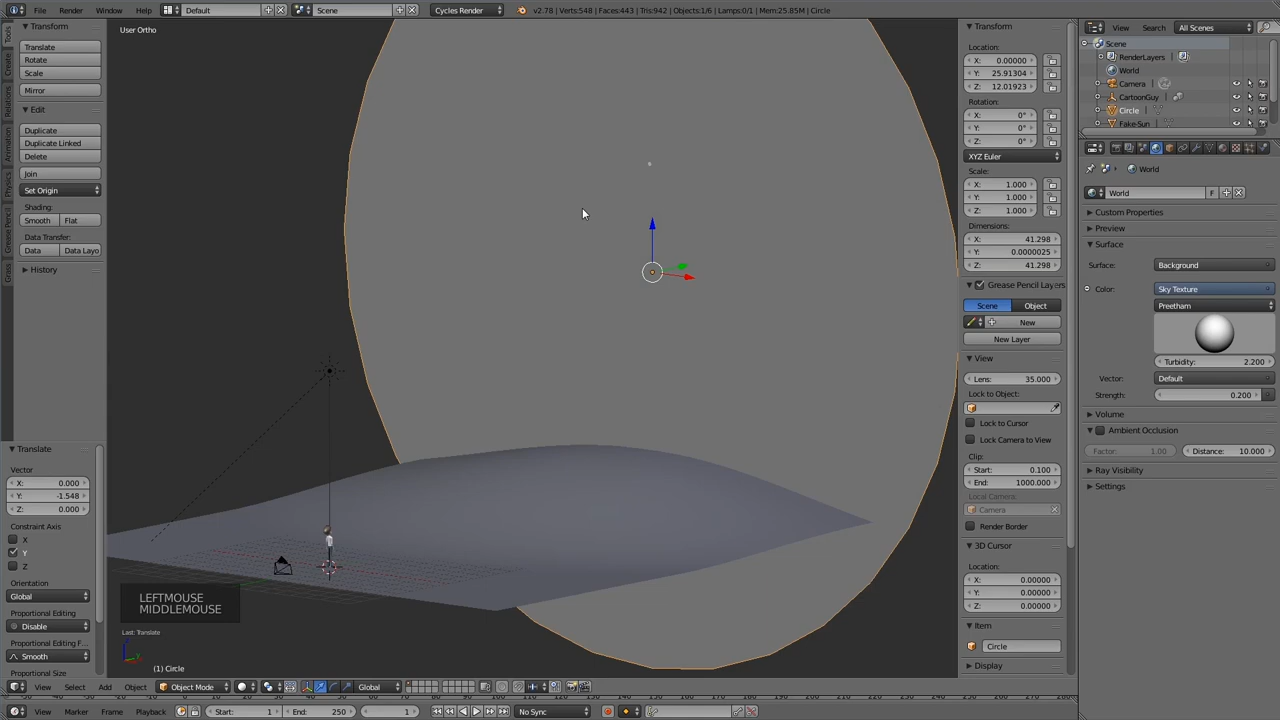 File Render Window Help Default Scene Cycles Render v2.78 | Verts:548 | Faces:443 | Tris:942 | Objects:1/6 | Lamps:0/1 | Mem:25.85M | Circle
View Search All Scenes
Scene
RenderLayers
World
Camera
CartoonGuy
Circle
Fake-Sun
Tools
Create
Relations
Animation
Physics
Grease Pencil
Grass
Transform
Translate
Rotate
Scale
Mirror
Edit
Duplicate
Duplicate Linked
Delete
Join
Set Origin
Shading:
Smooth Flat
Data Transfer:
Data Data Layo
History
Translate
Vector
X: 0.000
Y: -1.548
Z: 0.000
Constraint Axis
X
Y
Z
Orientation
Global
Proportional Editing
Disable
Proportional Editing F...
Smooth
Proportional Size
User Ortho
LEFTMOUSE
MIDDLEMOUSE
Last: Translate
(1) Circle
Transform
Location:
X: 0.00000
Y: 25.91304
Z: 12.01923
Rotation:
X: 0°
Y: 0°
Z: 0°
XYZ Euler
Scale:
X: 1.000
Y: 1.000
Z: 1.000
Dimensions:
X: 41.298
Y: 0.0000025
Z: 41.298
Grease Pencil Layers
Scene Object
New
New Layer
View
Lens: 35.000
Lock to Object:
Lock to Cursor
Lock Camera to View
Clip:
Start: 0.100
End: 1000.000
Local Camera:
Camera
Render Border
3D Cursor
Location:
X: 0.00000
Y: 0.00000
Z: 0.00000
Item
Circle
Display
World
World F
Custom Properties
Preview
Surface
Surface: Background
Color: Sky Texture
Preetham
Turbidity: 2.200
Vector: Default
Strength: 0.200
Volume
Ambient Occlusion
Factor: 1.00 Distance: 10.000
Ray Visibility
Settings
View Select Add Object Object Mode Global
View Marker Frame Playback Start: 1 End: 250 1 No Sync